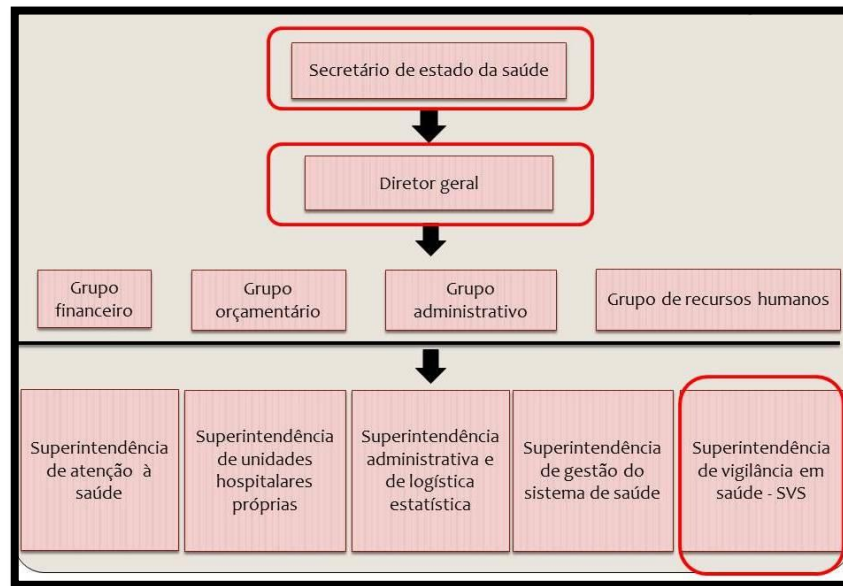 Secretário de estado da saúde
Diretor geral
Grupo
financeiro
Grupo
orçamentário
Grupo
administrativo
Grupo de recursos humanos
Superintendência
de atenção à
saúde
Superintendência
de unidades
hospitalares
próprias
Superintendência
administrativa e
de logística
estatística
Superintendência
de gestão do
sistema de saúde
Superintendência
de vigilância em
saúde - SVS